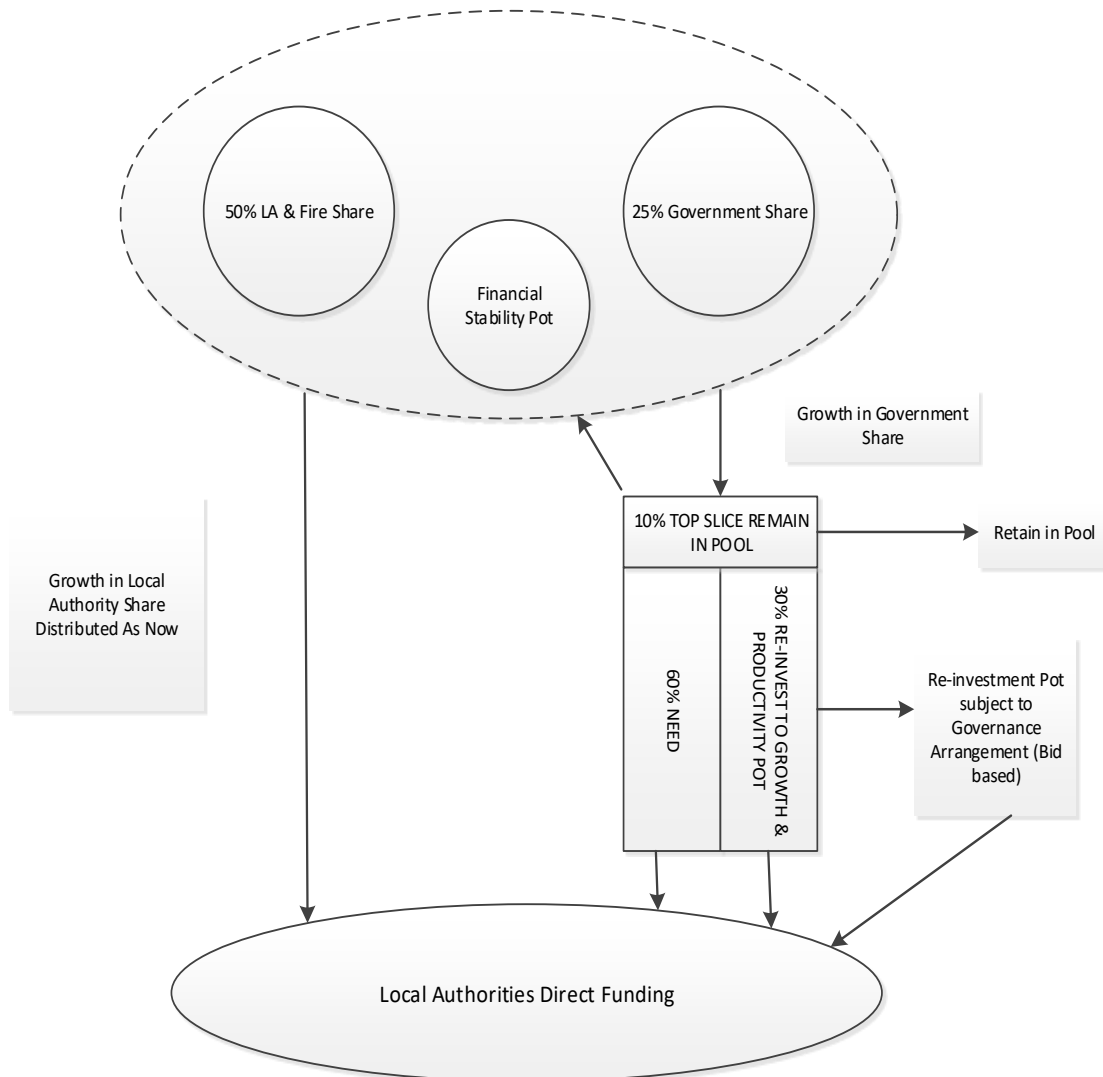 50% LA & Fire Share
25% Government Share
Financial
Stability Pot
Growth in Government
Share
10% TOP SLICE REMAIN
IN POOL
Retain in Pool
Growth in Local
Authority Share
Distributed As Now
60% NEED
30% RE-INVEST TO GROWTH &
PRODUCTIVITY POT
Re-investment Pot
subject to
Governance
Arrangement (Bid
based)
Local Authorities Direct Funding